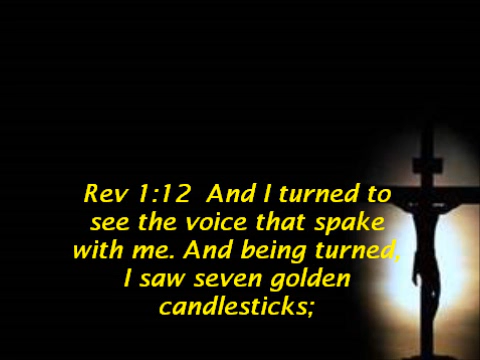 Rev 1:12  And I turned to
see the voice that spake
with me. And being turned,
I saw seven golden
candlesticks;